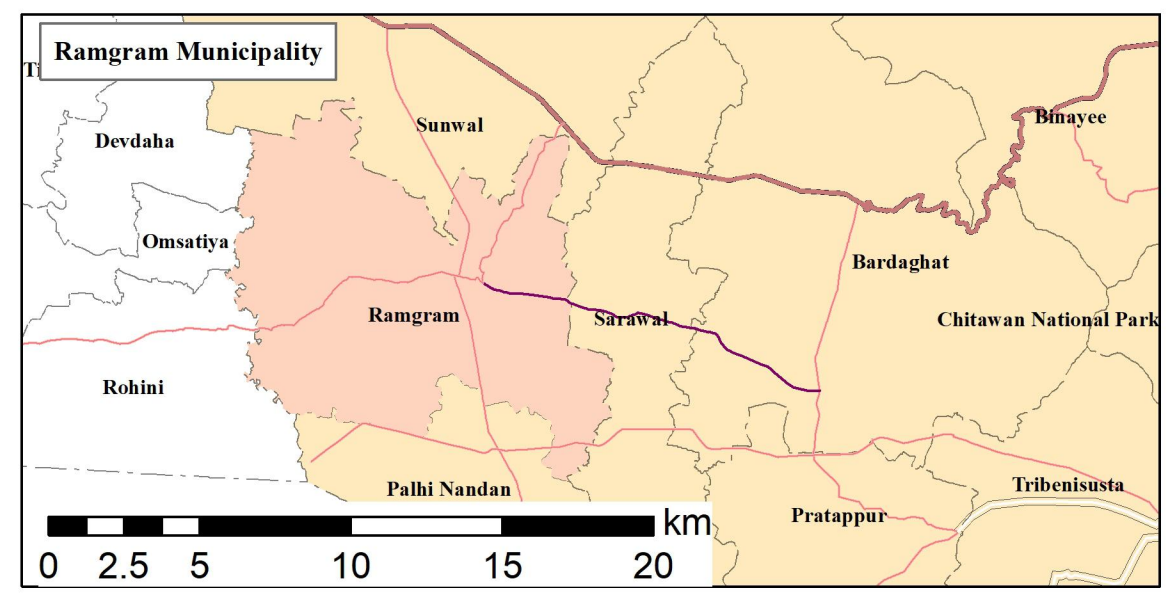 Ramgram Municipality
Binayee
Sunwal
Devdaha
Omsatiya
Bardaghat
Ramgram
Sarawal
Chitawan National Park
Rohini
Tribenisusta
Palhi Nandan
Pratappur
km
0 2.5 5 10 15 20